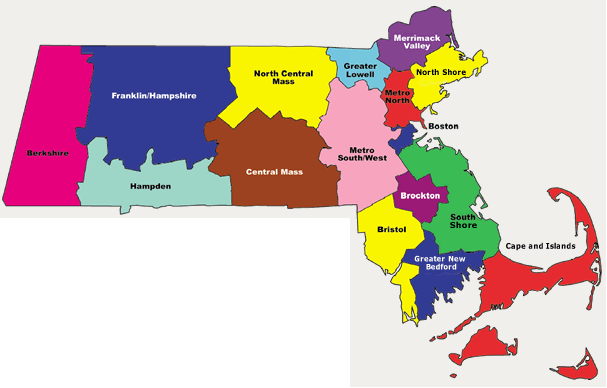 Merrimack
Valley
Greater
Lowell
North Shore
North Central
Mass
Metro
North
Franklin/Hampshire
Boston
Berkshire
Metro
South/West
Central Mass
Hampden
Brockton
South
Shore
Bristol
Cape and Islands
Greater New
Bedford